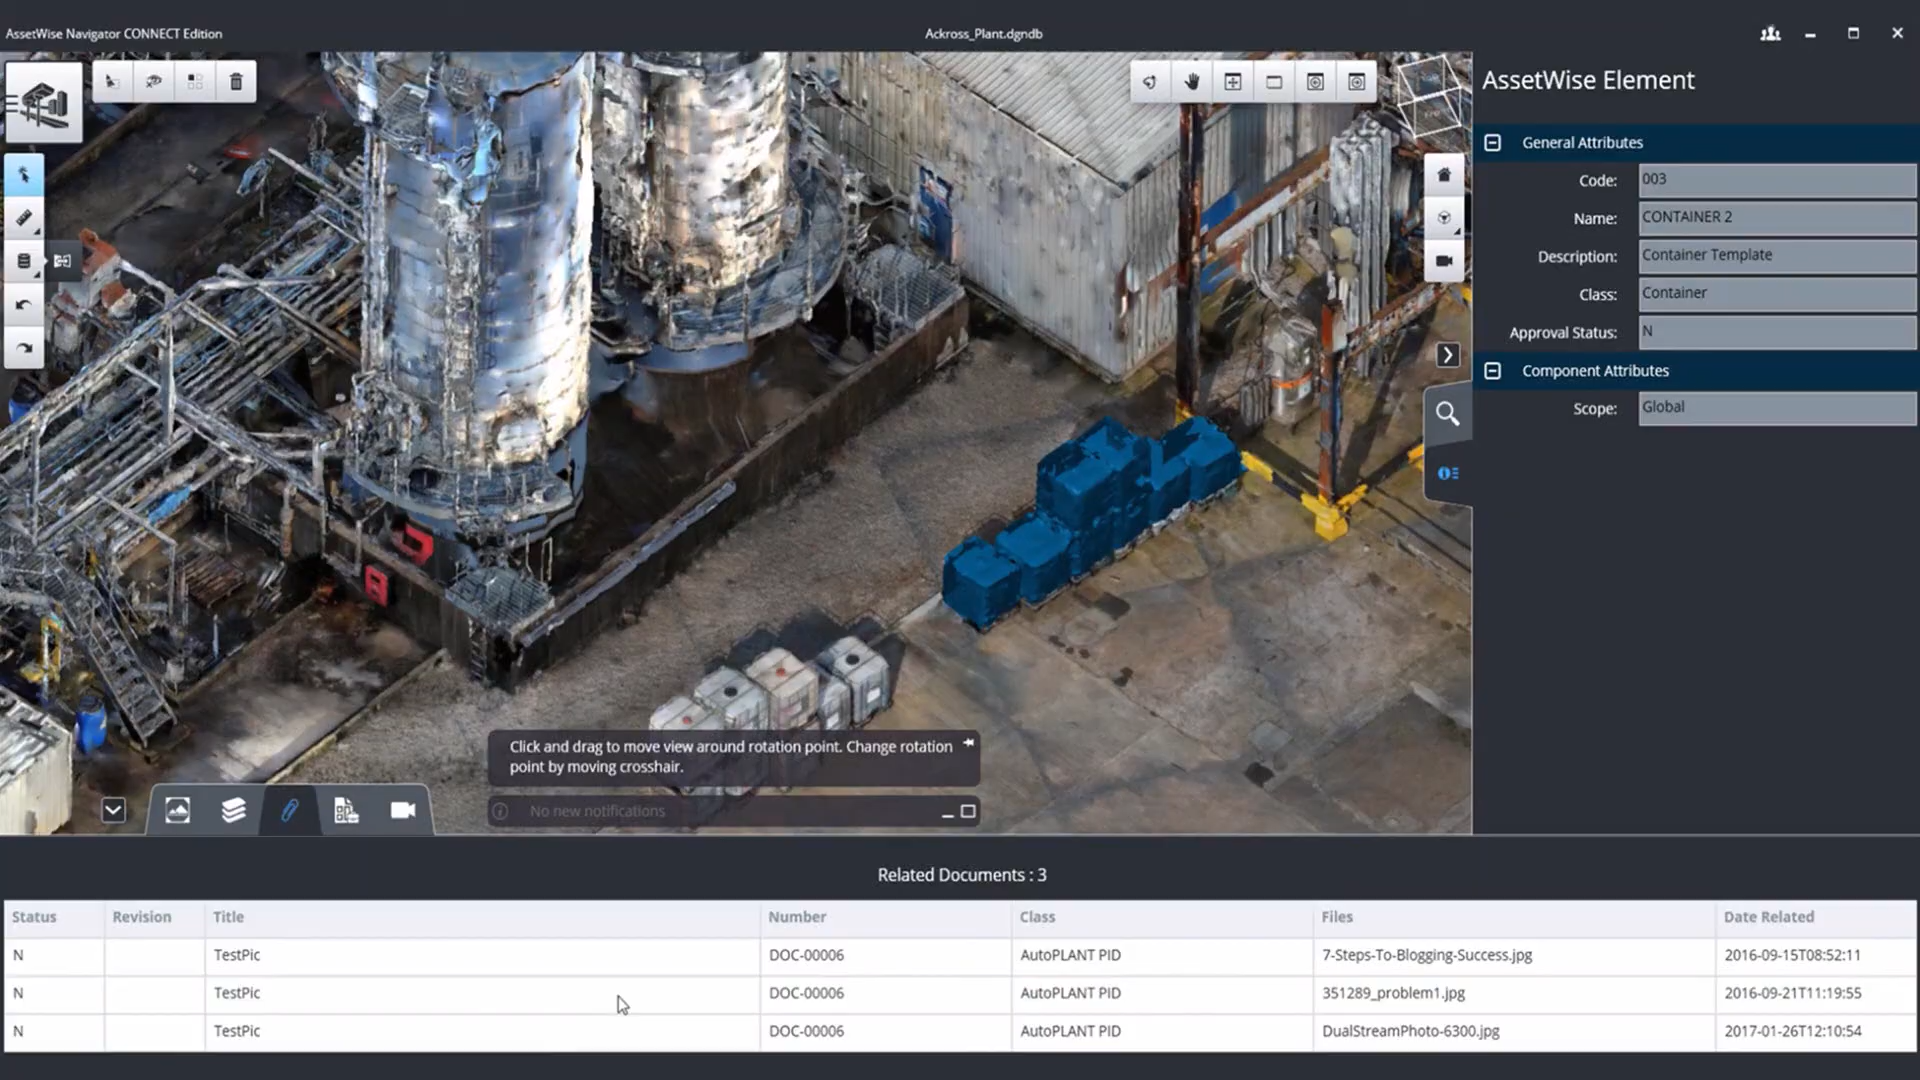 AssetWise Navigator CONNECT Edition
Ackross_Plant.dgndb
AssetWise Element
General Attributes
Code: 003
Name: CONTAINER 2
Description: Container Template
Class: Container
Approval Status: N
Component Attributes
Scope: Global
Click and drag to move view around rotation point. Change rotation
point by moving crosshair.
No new notifications
Related Documents : 3
Status Revision Title Number Class Files Date Related
N TestPic DOC-00006 AutoPLANT PID 7-Steps-To-Blogging-Success.jpg 2016-09-15T08:52:11
N TestPic DOC-00006 AutoPLANT PID 351289_problem1.jpg 2016-09-21T11:19:55
N TestPic DOC-00006 AutoPLANT PID DualStreamPhoto-6300.jpg 2017-01-26T12:10:54